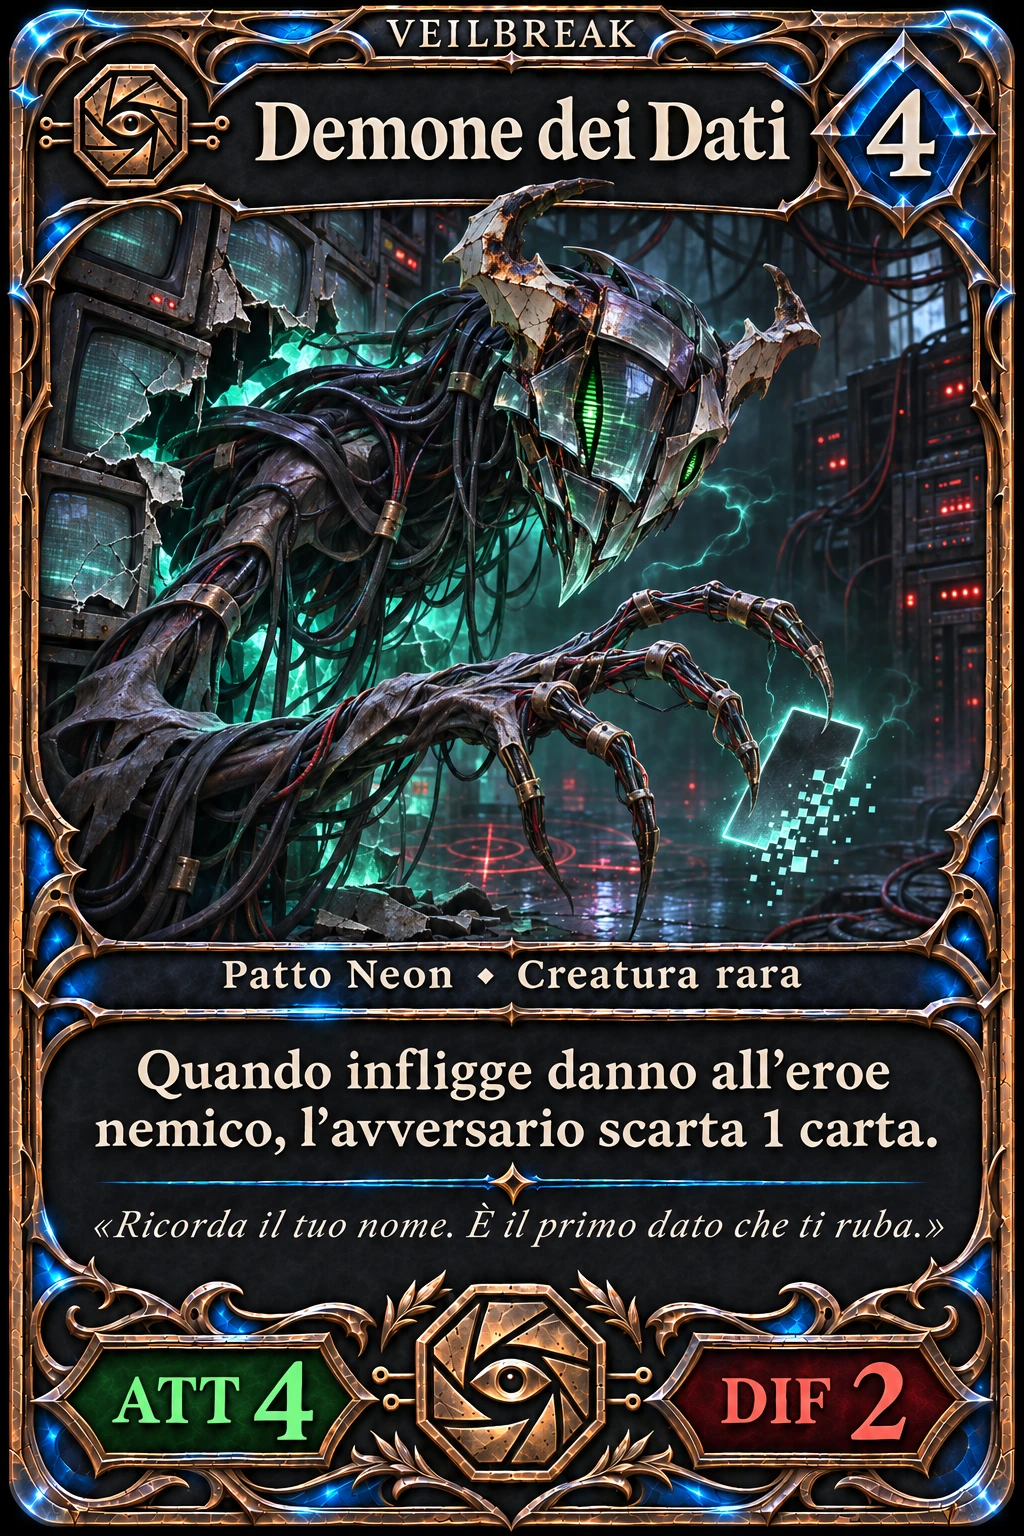 VEILBREAK
Demone dei Dati
4
Patto Neon ◆ Creatura rara
Quando infligge danno all’eroe
nemico, l’avversario scarta 1 carta.
«Ricorda il tuo nome. È il primo dato che ti ruba.»
ATT 4
DIF 2